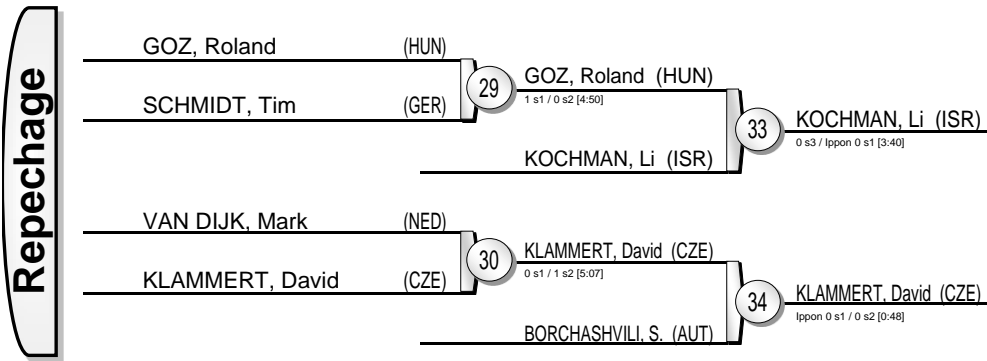 Repechage
GOZ, Roland (HUN)
SCHMIDT, Tim (GER)
29
GOZ, Roland (HUN)
1 s1 / 0 s2 [4:50]
KOCHMAN, Li (ISR)
33
KOCHMAN, Li (ISR)
0 s3 / Ippon 0 s1 [3:40]
VAN DIJK, Mark (NED)
KLAMMERT, David (CZE)
30
KLAMMERT, David (CZE)
0 s1 / 1 s2 [5:07]
BORCHASHVILI, S. (AUT)
34
KLAMMERT, David (CZE)
Ippon 0 s1 / 0 s2 [0:48]